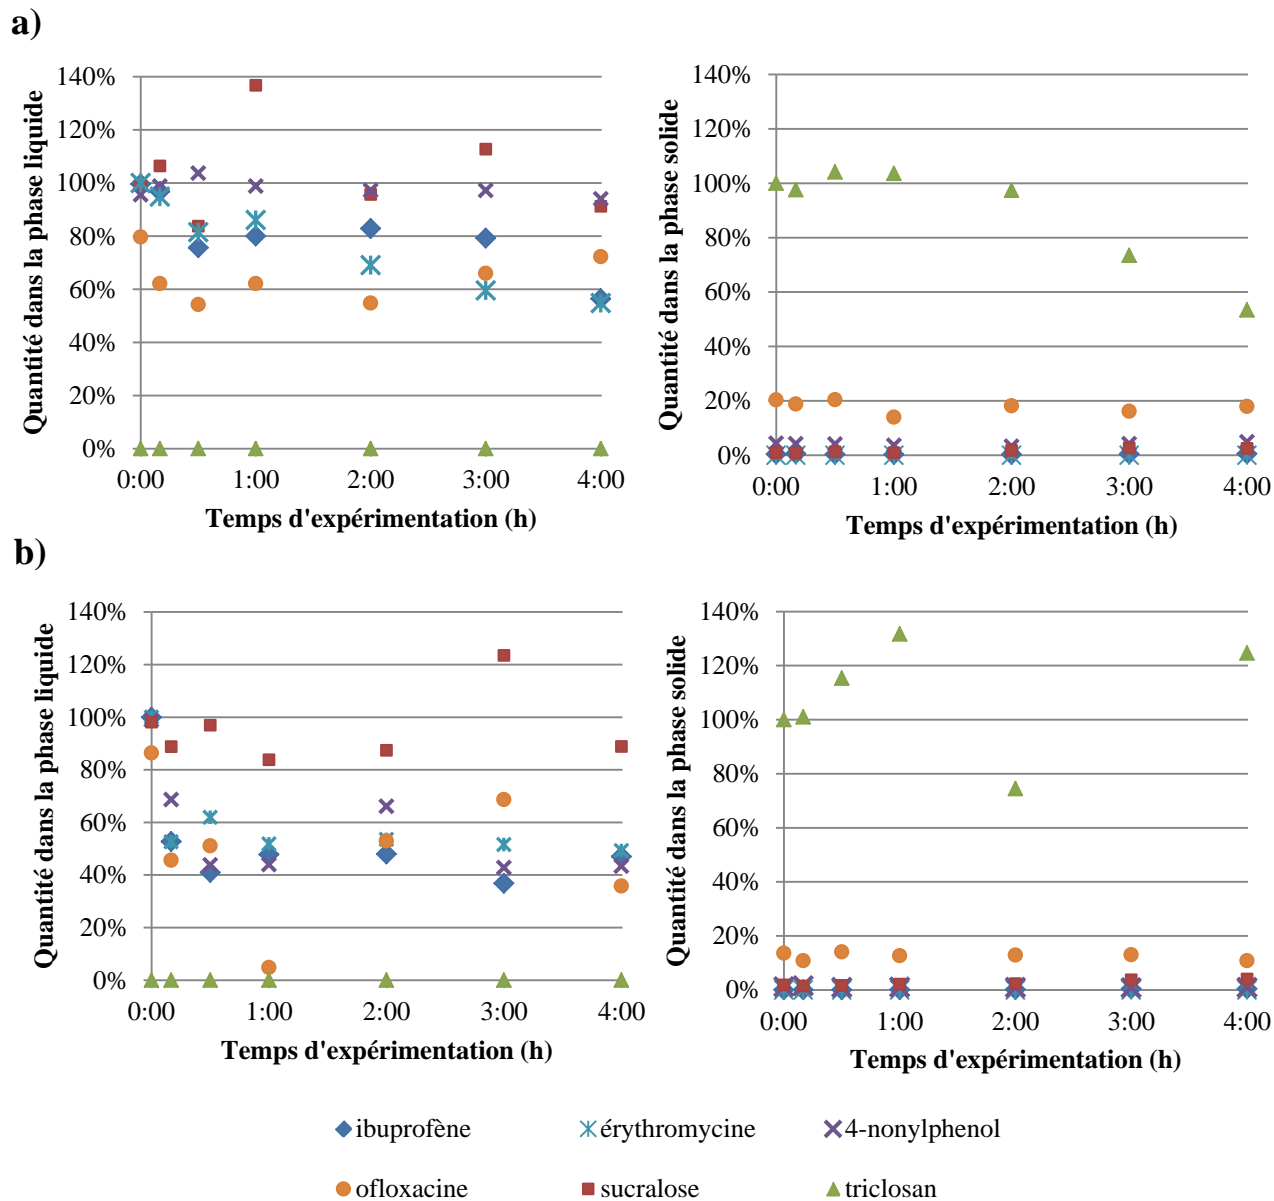 a)
Quantité dans la phase liquide
140%
120%
100%
80%
60%
40%
20%
0%
0:00 1:00 2:00 3:00 4:00
Temps d'expérimentation (h)
Quantité dans la phase solide
140%
120%
100%
80%
60%
40%
20%
0%
0:00 1:00 2:00 3:00 4:00
Temps d'expérimentation (h)
b)
Quantité dans la phase liquide
140%
120%
100%
80%
60%
40%
20%
0%
0:00 1:00 2:00 3:00 4:00
Temps d'expérimentation (h)
Quantité dans la phase solide
140%
120%
100%
80%
60%
40%
20%
0%
0:00 1:00 2:00 3:00 4:00
Temps d'expérimentation (h)
ibuprofène érythromycine 4-nonylphenol
ofloxacine sucralose triclosan